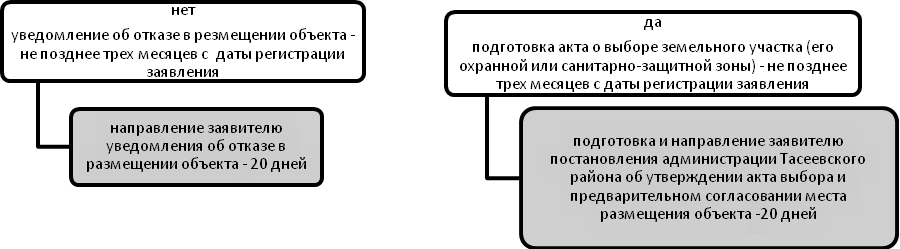 нет
уведомление об отказе в резмещении объекта -
не позднее трех месяцев с даты регистрации
заявления
направление заявителю
уведомления об отказе в
размещении объекта - 20 дней
да
подготовка акта о выборе земельного участка (его
охранной или санитарно-защитной зоны) - не позднее
трех месяцев с даты регистрации заявления
подготовка и направление заявителю
постановления администрации Тасеевского
района об утверждении акта выбора и
предварительном согласовании места
размещения объекта -20 дней